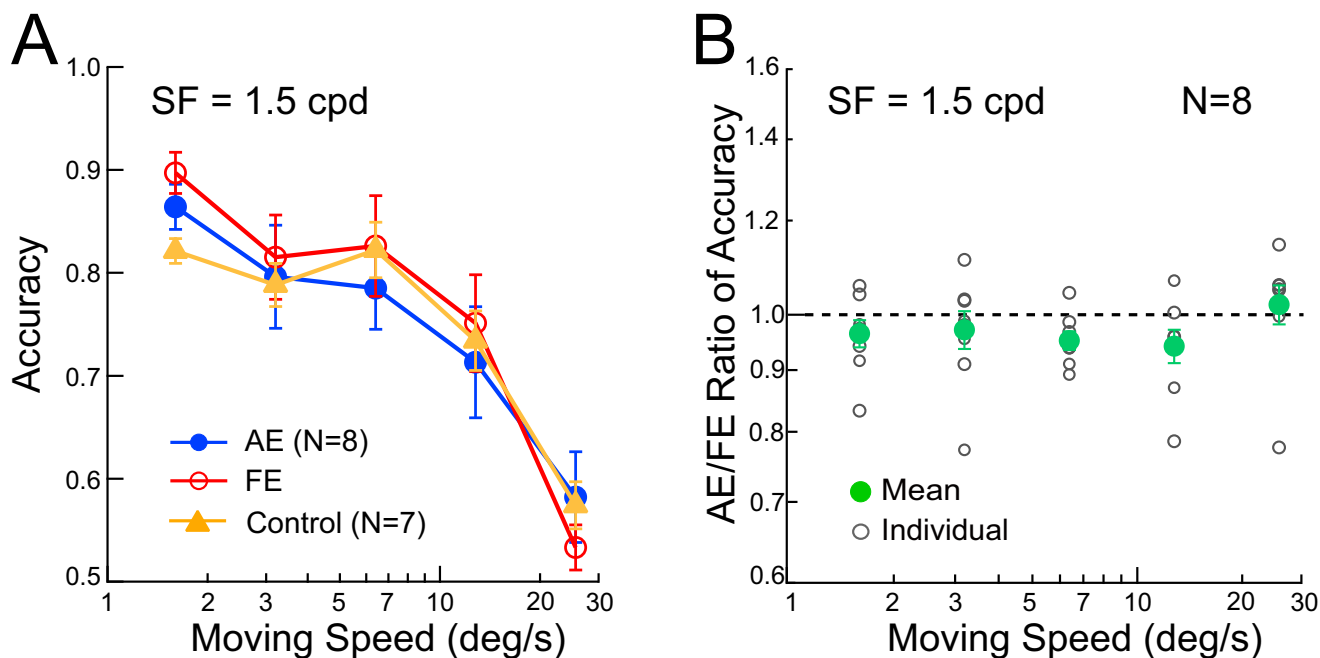 A
SF = 1.5 cpd
Accuracy
1.0
0.9
0.8
0.7
0.6
0.5
AE (N=8)
FE
Control (N=7)
1 2 3 5 7 10 20 30
Moving Speed (deg/s)
B
SF = 1.5 cpd N=8
AE/FE Ratio of Accuracy
1.6
1.4
1.2
1.0
0.9
0.8
0.7
0.6
Mean
Individual
1 2 3 5 7 10 20 30
Moving Speed (deg/s)